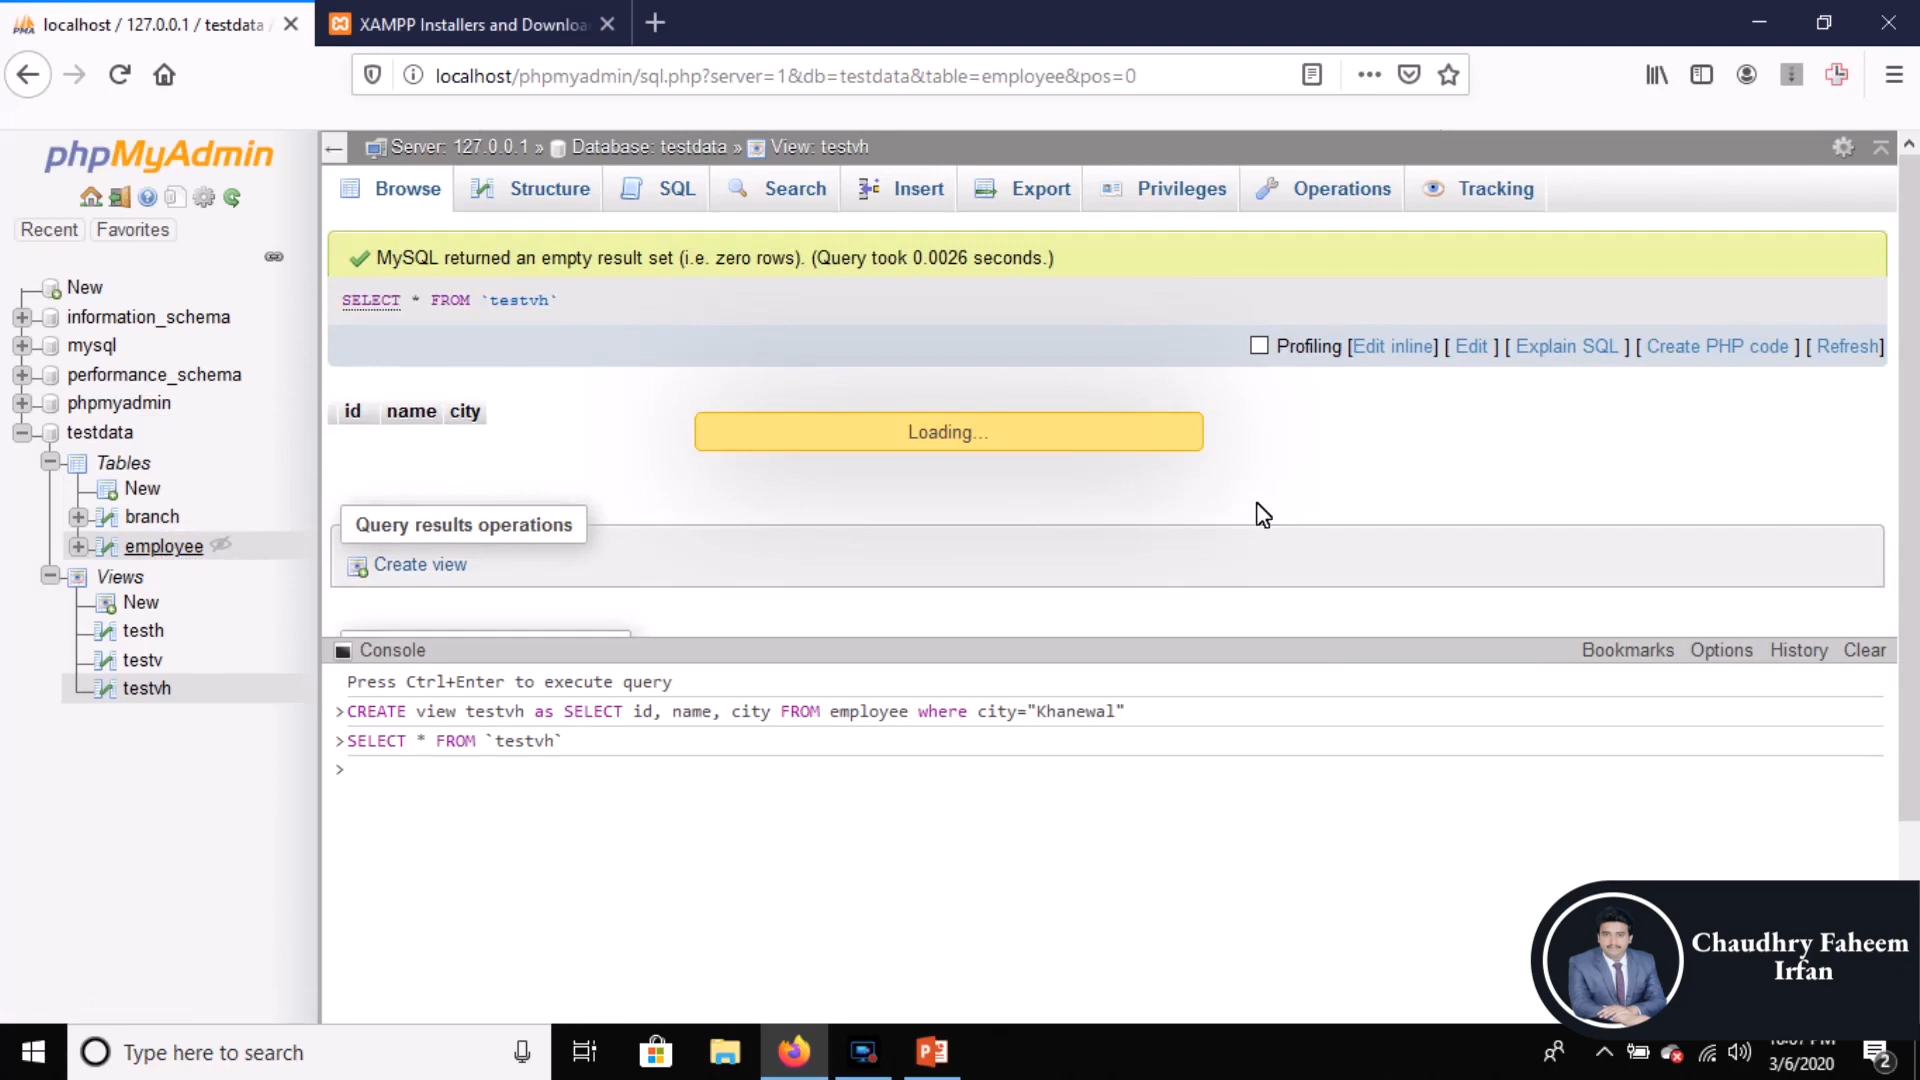 localhost / 127.0.0.1 / testdata /
XAMPP Installers and Downloa
localhost/phpmyadmin/sql.php?server=1&db=testdata&table=employee&pos=0
phpMyAdmin
Recent Favorites
New
information_schema
mysql
performance_schema
phpmyadmin
testdata
Tables
New
branch
employee
Views
New
testh
testv
testvh
Server: 127.0.0.1 » Database: testdata » View: testvh
Browse Structure SQL Search Insert Export Privileges Operations Tracking
MySQL returned an empty result set (i.e. zero rows). (Query took 0.0026 seconds.)
SELECT * FROM `testvh`
Profiling [Edit inline] [ Edit ] [ Explain SQL ] [ Create PHP code ] [ Refresh]
id name city
Loading...
Query results operations
Create view
Console Bookmarks Options History Clear
Press Ctrl+Enter to execute query
>CREATE view testvh as SELECT id, name, city FROM employee where city="Khanewal"
>SELECT * FROM `testvh`
>
Chaudhry Faheem
Irfan
Type here to search
3/6/2020
2